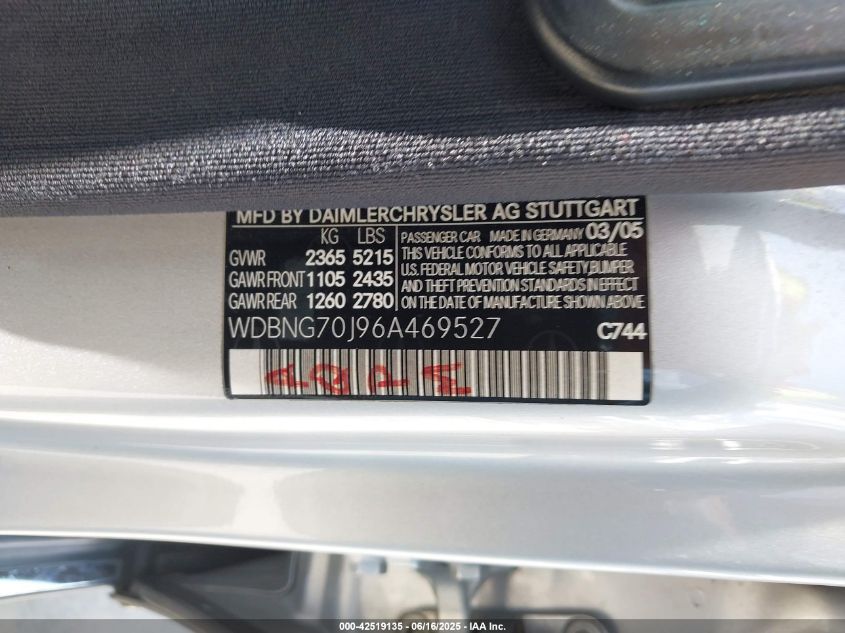 MFD BY DAIMLERCHRYSLER AG STUTTGART
KG LBS
GVWR 2365 5215
GAWR FRONT 1105 2435
GAWR REAR 1260 2780
PASSENGER CAR MADE IN GERMANY 03/05
THIS VEHICLE CONFORMS TO ALL APPLICABLE
U.S. FEDERAL MOTOR VEHICLE SAFETY, BUMPER
AND THEFT PREVENTION STANDARDS IN EFFECT
ON THE DATE OF MANUFACTURE SHOWN ABOVE.
WDBNG70J96A469527
C744
000-42519135 - 06/16/2025 - IAA Inc.